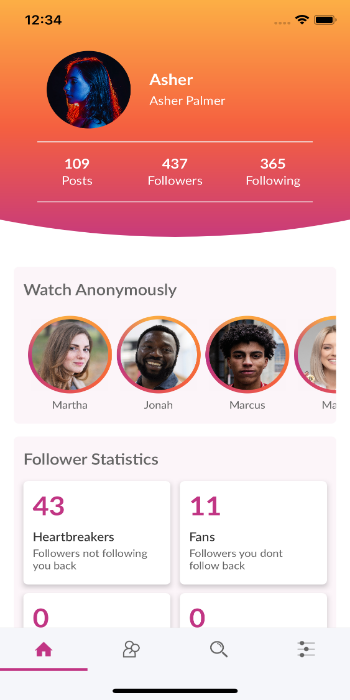 12:34
Asher
Asher Palmer
109 437 365
Posts Followers Following
Watch Anonymously
Martha Jonah Marcus Ma
Follower Statistics
43 11
Heartbreakers Fans
Followers not following Followers you dont
you back follow back
0 0